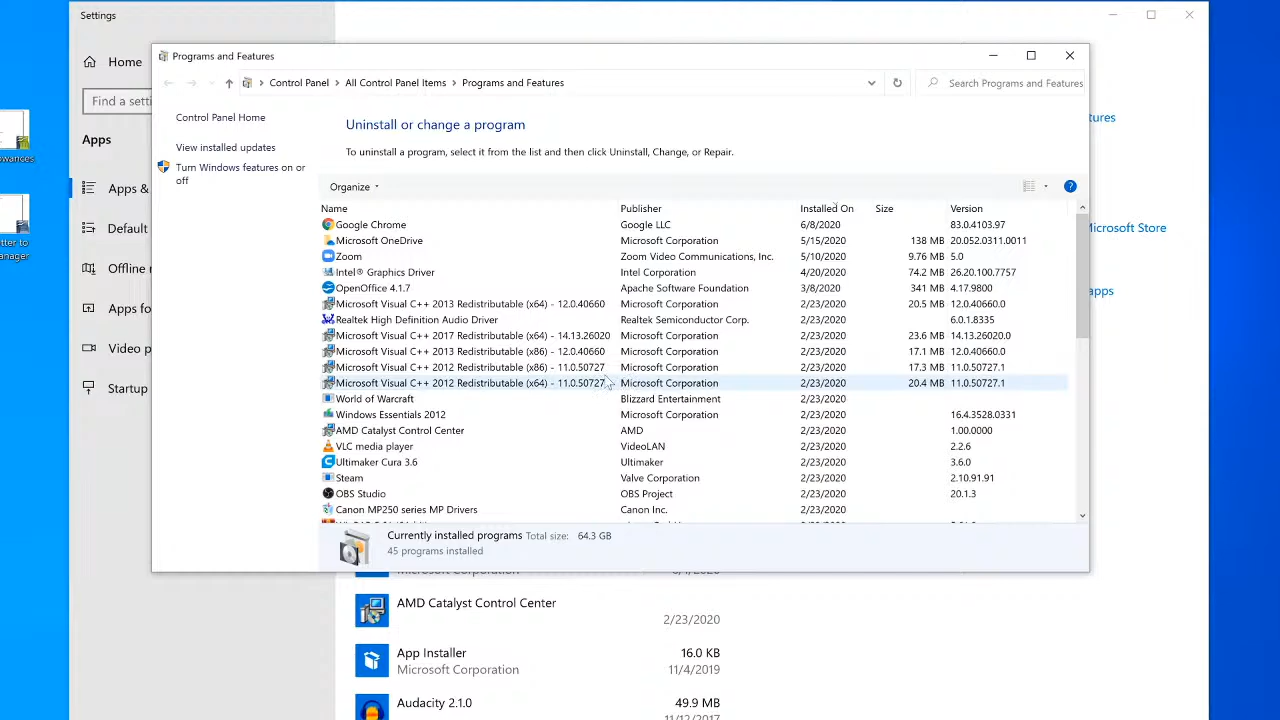 Settings
Home
Find a setti
Apps
Apps &
Default
Offline
Apps fo
Video p
Startup
Programs and Features
Control Panel > All Control Panel Items > Programs and Features
Search Programs and Features
Control Panel Home
View installed updates
Turn Windows features on or
off
Uninstall or change a program
To uninstall a program, select it from the list and then click Uninstall, Change, or Repair.
Organize
Name Publisher Installed On Size Version
Google Chrome Google LLC 6/8/2020 83.0.4103.97
Microsoft OneDrive Microsoft Corporation 5/15/2020 138 MB 20.052.0311.0011
Zoom Zoom Video Communications, Inc. 5/10/2020 9.76 MB 5.0
Intel® Graphics Driver Intel Corporation 4/20/2020 74.2 MB 26.20.100.7757
OpenOffice 4.1.7 Apache Software Foundation 3/8/2020 341 MB 4.17.9800
Microsoft Visual C++ 2013 Redistributable (x64) - 12.0.40660 Microsoft Corporation 2/23/2020 20.5 MB 12.0.40660.0
Realtek High Definition Audio Driver Realtek Semiconductor Corp. 2/23/2020 6.0.1.8335
Microsoft Visual C++ 2017 Redistributable (x64) - 14.13.26020 Microsoft Corporation 2/23/2020 23.6 MB 14.13.26020.0
Microsoft Visual C++ 2013 Redistributable (x86) - 12.0.40660 Microsoft Corporation 2/23/2020 17.1 MB 12.0.40660.0
Microsoft Visual C++ 2012 Redistributable (x86) - 11.0.50727 Microsoft Corporation 2/23/2020 17.3 MB 11.0.50727.1
Microsoft Visual C++ 2012 Redistributable (x64) - 11.0.50727 Microsoft Corporation 2/23/2020 20.4 MB 11.0.50727.1
World of Warcraft Blizzard Entertainment 2/23/2020
Windows Essentials 2012 Microsoft Corporation 2/23/2020 16.4.3528.0331
AMD Catalyst Control Center AMD 2/23/2020 1.00.0000
VLC media player VideoLAN 2/23/2020 2.2.6
Ultimaker Cura 3.6 Ultimaker 2/23/2020 3.6.0
Steam Valve Corporation 2/23/2020 2.10.91.91
OBS Studio OBS Project 2/23/2020 20.1.3
Canon MP250 series MP Drivers Canon Inc. 2/23/2020
Currently installed programs Total size: 64.3 GB
45 programs installed
tures
Microsoft Store
apps
owances
tter to
anager
Microsoft Corporation
AMD Catalyst Control Center
2/23/2020
App Installer 16.0 KB
Microsoft Corporation 11/4/2019
Audacity 2.1.0 49.9 MB
11/12/2017